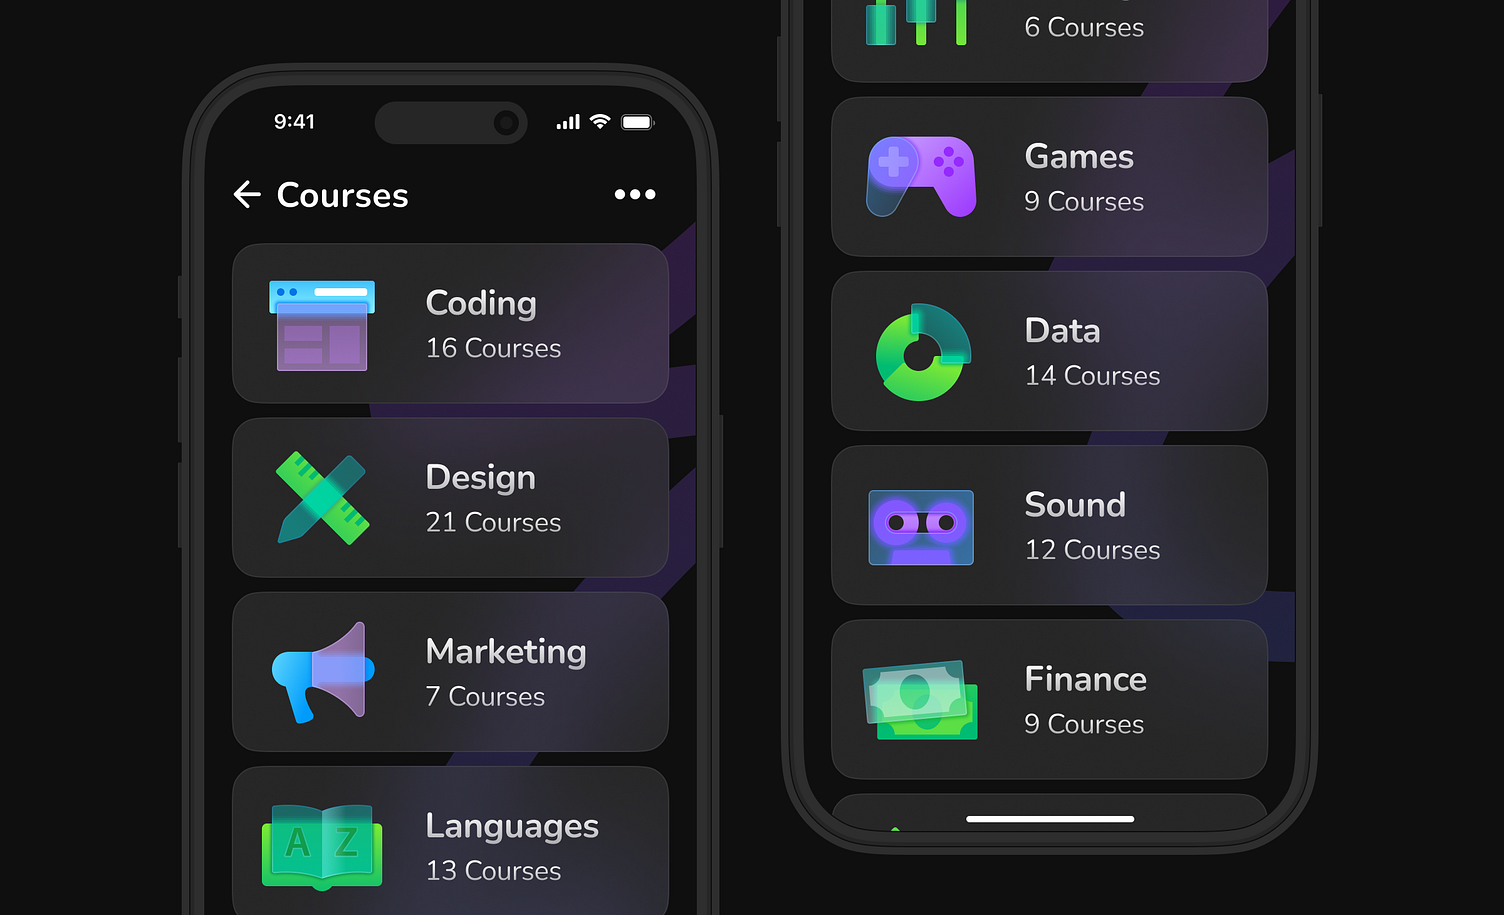 9:41
Courses
Coding
16 Courses
Design
21 Courses
Marketing
7 Courses
A Z
Languages
13 Courses
6 Courses
Games
9 Courses
Data
14 Courses
Sound
12 Courses
Finance
9 Courses